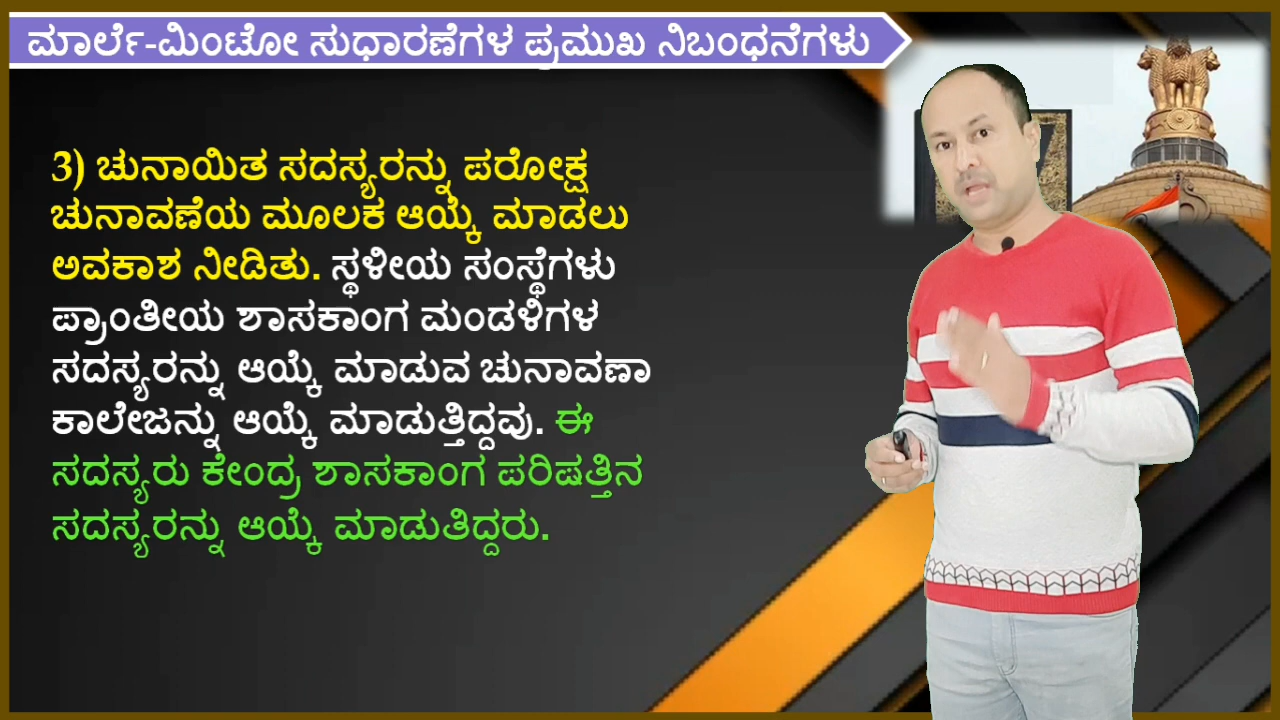 ಮಾರ್ಲೆ-ಮಿಂಟೋ ಸುಧಾರಣೆಗಳ ಪ್ರಮುಖ ನಿಬಂಧನೆಗಳು
3) ಚುನಾಯಿತ ಸದಸ್ಯರನ್ನು ಪರೋಕ್ಷ
ಚುನಾವಣೆಯ ಮೂಲಕ ಆಯ್ಕೆ ಮಾಡಲು
ಅವಕಾಶ ನೀಡಿತು. ಸ್ಥಳೀಯ ಸಂಸ್ಥೆಗಳು
ಪ್ರಾಂತೀಯ ಶಾಸಕಾಂಗ ಮಂಡಳಿಗಳ
ಸದಸ್ಯರನ್ನು ಆಯ್ಕೆ ಮಾಡುವ ಚುನಾವಣಾ
ಕಾಲೇಜನ್ನು ಆಯ್ಕೆ ಮಾಡುತ್ತಿದ್ದವು. ಈ
ಸದಸ್ಯರು ಕೇಂದ್ರ ಶಾಸಕಾಂಗ ಪರಿಷತ್ತಿನ
ಸದಸ್ಯರನ್ನು ಆಯ್ಕೆ ಮಾಡುತಿದ್ದರು.